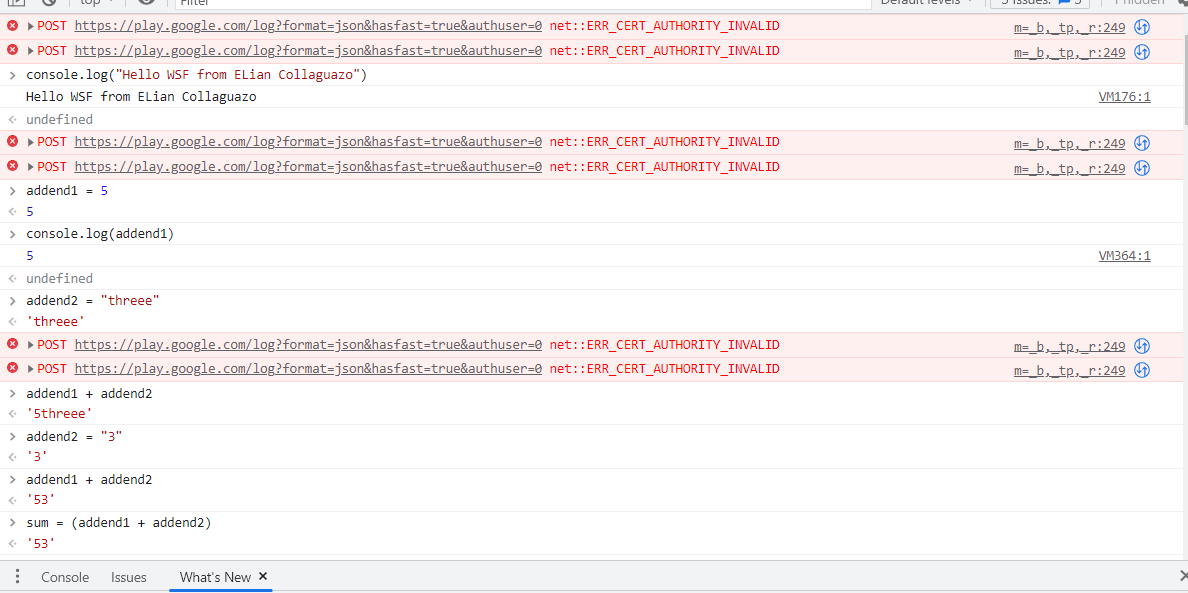 top
Filter
Default levels
5 Issues: 5
1 hidden
POST https://play.google.com/log?format=json&hasfast=true&authuser=0 net::ERR_CERT_AUTHORITY_INVALID m=_b,_tp,_r:249
POST https://play.google.com/log?format=json&hasfast=true&authuser=0 net::ERR_CERT_AUTHORITY_INVALID m=_b,_tp,_r:249
> console.log("Hello WSF from ELian Collaguazo")
Hello WSF from ELian Collaguazo VM176:1
undefined
POST https://play.google.com/log?format=json&hasfast=true&authuser=0 net::ERR_CERT_AUTHORITY_INVALID m=_b,_tp,_r:249
POST https://play.google.com/log?format=json&hasfast=true&authuser=0 net::ERR_CERT_AUTHORITY_INVALID m=_b,_tp,_r:249
> addend1 = 5
5
> console.log(addend1)
5 VM364:1
undefined
> addend2 = "threee"
'threee'
POST https://play.google.com/log?format=json&hasfast=true&authuser=0 net::ERR_CERT_AUTHORITY_INVALID m=_b,_tp,_r:249
POST https://play.google.com/log?format=json&hasfast=true&authuser=0 net::ERR_CERT_AUTHORITY_INVALID m=_b,_tp,_r:249
> addend1 + addend2
'5threee'
> addend2 = "3"
'3'
> addend1 + addend2
'53'
> sum = (addend1 + addend2)
'53'
Console Issues What's New ×